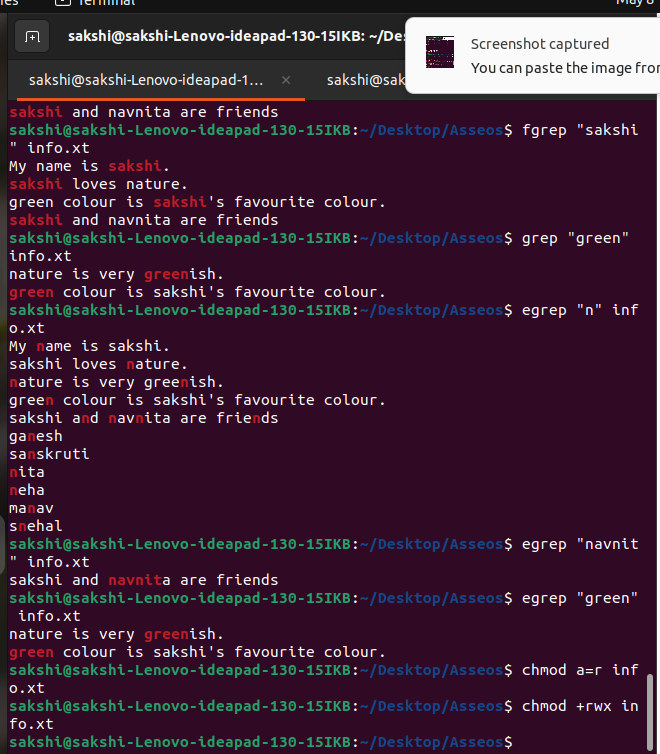 Terminal
May 8
sakshi@sakshi-Lenovo-ideapad-130-15IKB: ~/De
Screenshot captured
You can paste the image fro
sakshi@sakshi-Lenovo-ideapad-1...
×
sakshi@sak
sakshi and navnita are friends
sakshi@sakshi-Lenovo-ideapad-130-15IKB:~/Desktop/Asseos$ fgrep "sakshi
" info.xt
My name is sakshi.
sakshi loves nature.
green colour is sakshi's favourite colour.
sakshi and navnita are friends
sakshi@sakshi-Lenovo-ideapad-130-15IKB:~/Desktop/Asseos$ grep "green"
info.xt
nature is very greenish.
green colour is sakshi's favourite colour.
sakshi@sakshi-Lenovo-ideapad-130-15IKB:~/Desktop/Asseos$ egrep "n" inf
o.xt
My name is sakshi.
sakshi loves nature.
nature is very greenish.
green colour is sakshi's favourite colour.
sakshi and navnita are friends
ganesh
sanskruti
nita
neha
manav
snehal
sakshi@sakshi-Lenovo-ideapad-130-15IKB:~/Desktop/Asseos$ egrep "navnit
" info.xt
sakshi and navnita are friends
sakshi@sakshi-Lenovo-ideapad-130-15IKB:~/Desktop/Asseos$ egrep "green"
 info.xt
nature is very greenish.
green colour is sakshi's favourite colour.
sakshi@sakshi-Lenovo-ideapad-130-15IKB:~/Desktop/Asseos$ chmod a=r inf
o.xt
sakshi@sakshi-Lenovo-ideapad-130-15IKB:~/Desktop/Asseos$ chmod +rwx in
fo.xt
sakshi@sakshi-Lenovo-ideapad-130-15IKB:~/Desktop/Asseos$